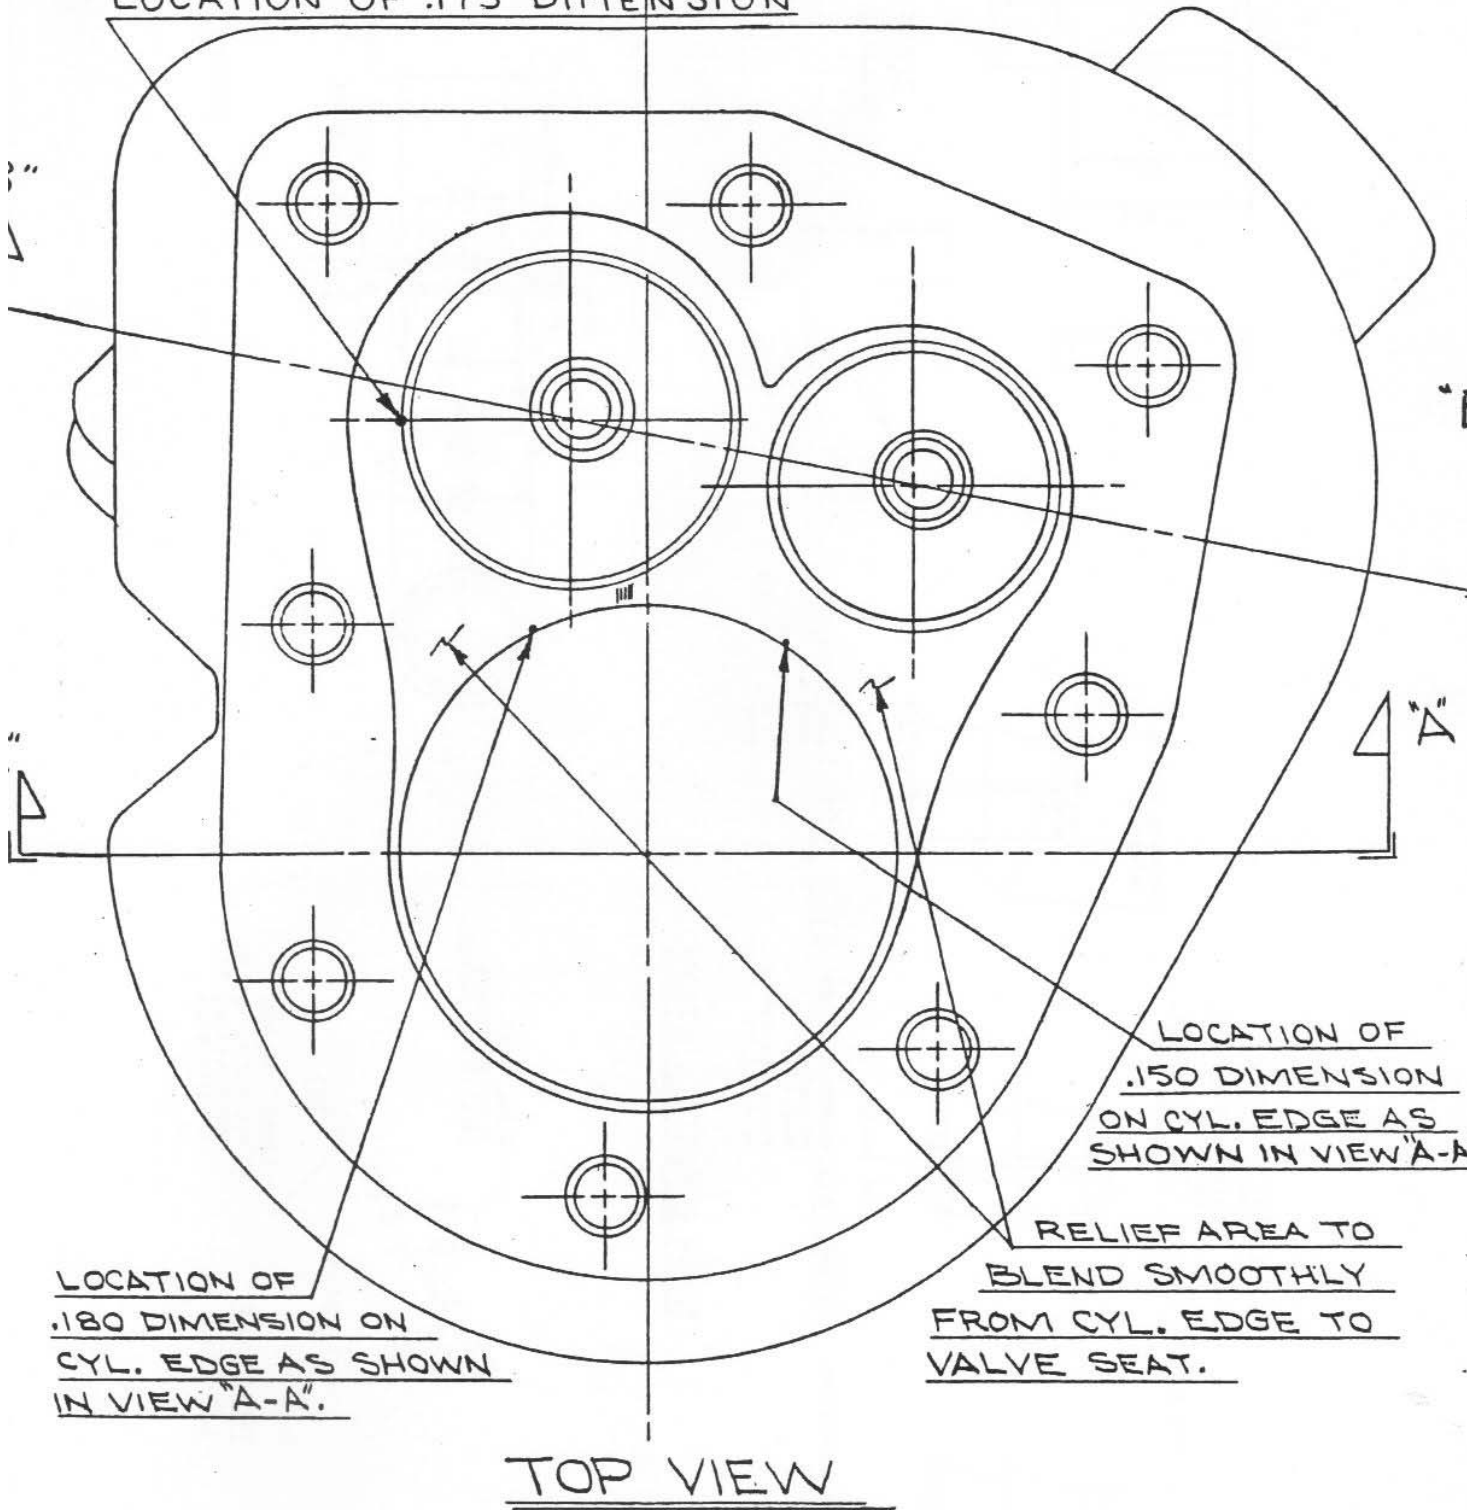 LOCATION OF .175 DIMENSION
"A"
LOCATION OF
.150 DIMENSION
ON CYL. EDGE AS
SHOWN IN VIEW "A-A
RELIEF AREA TO
BLEND SMOOTHLY
FROM CYL. EDGE TO
VALVE SEAT.
LOCATION OF
.180 DIMENSION ON
CYL. EDGE AS SHOWN
IN VIEW "A-A".
TOP VIEW